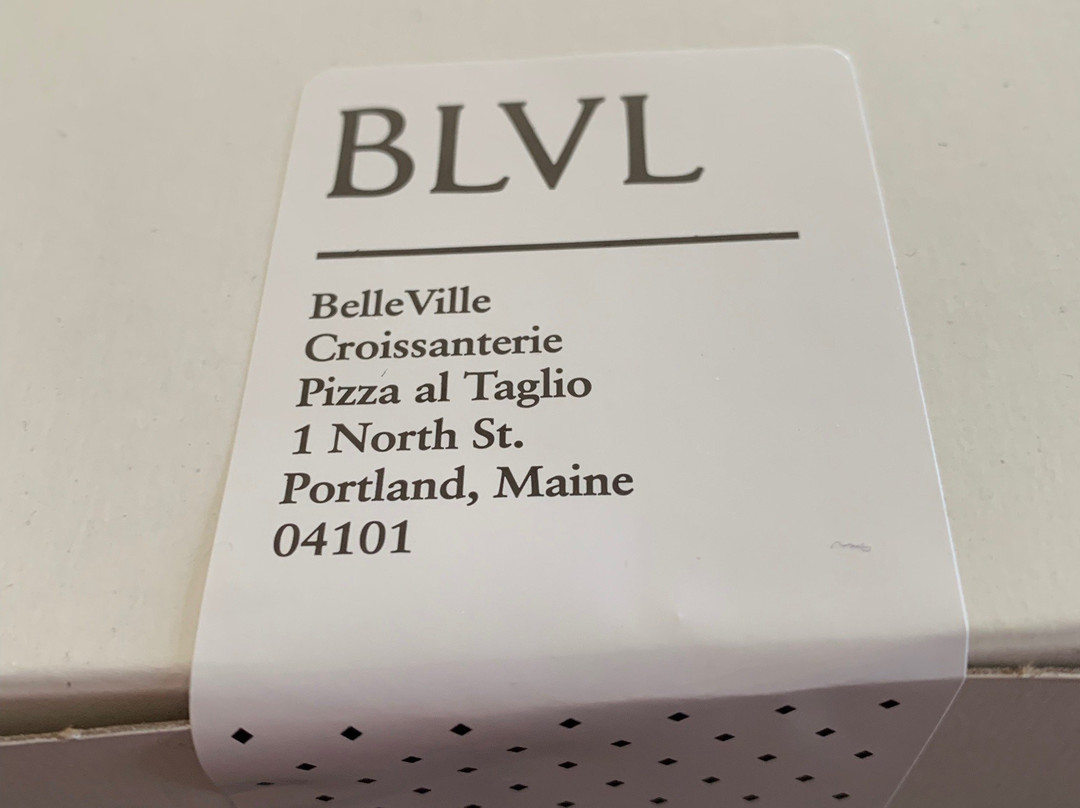 BLVL
BelleVille
Croissanterie
Pizza al Taglio
1 North St.
Portland, Maine
04101